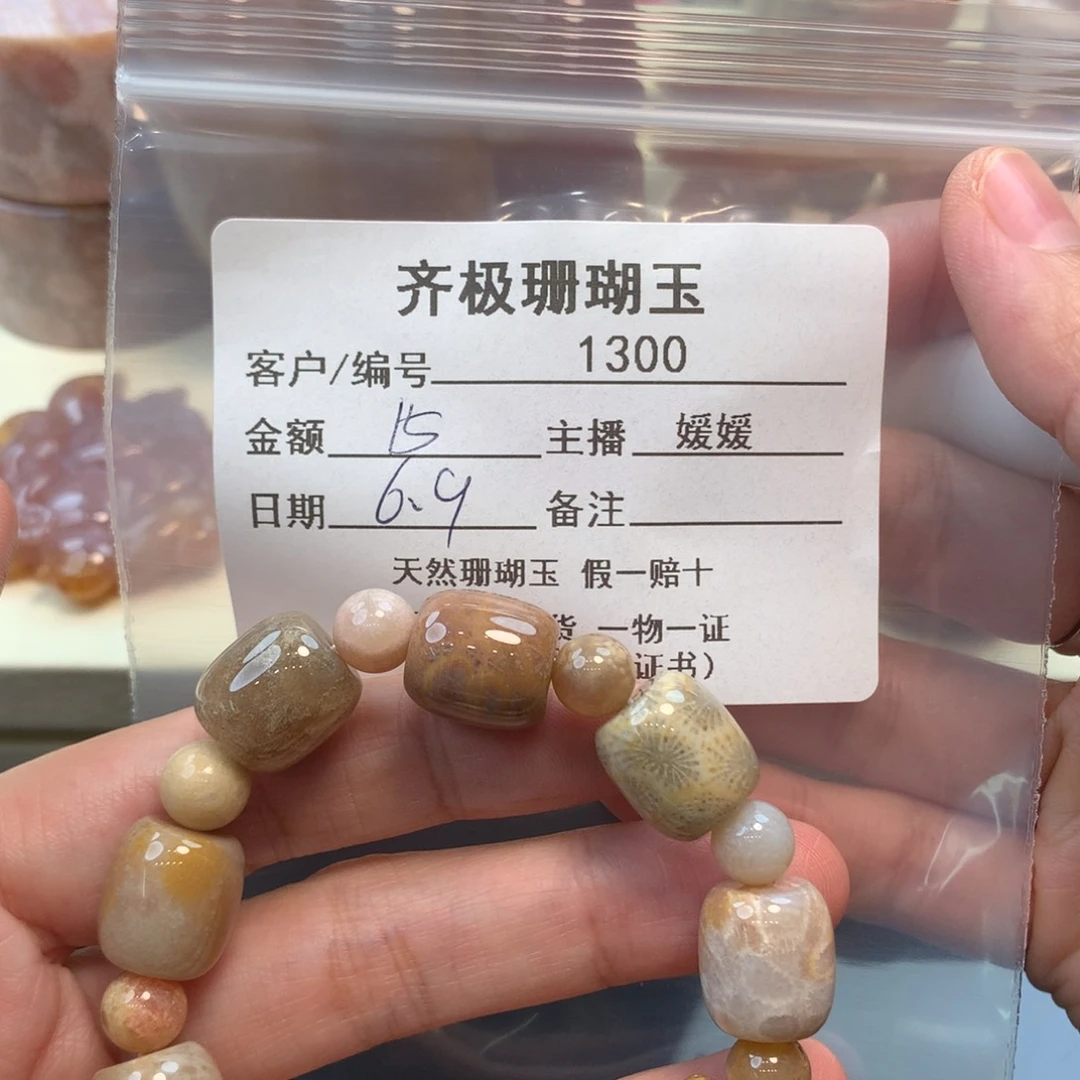 齐极珊瑚玉
客户/编号 1300
金额 15 主播 媛媛
日期 6.9 备注
天然珊瑚玉 假一赔十
货 一物一证
证书）